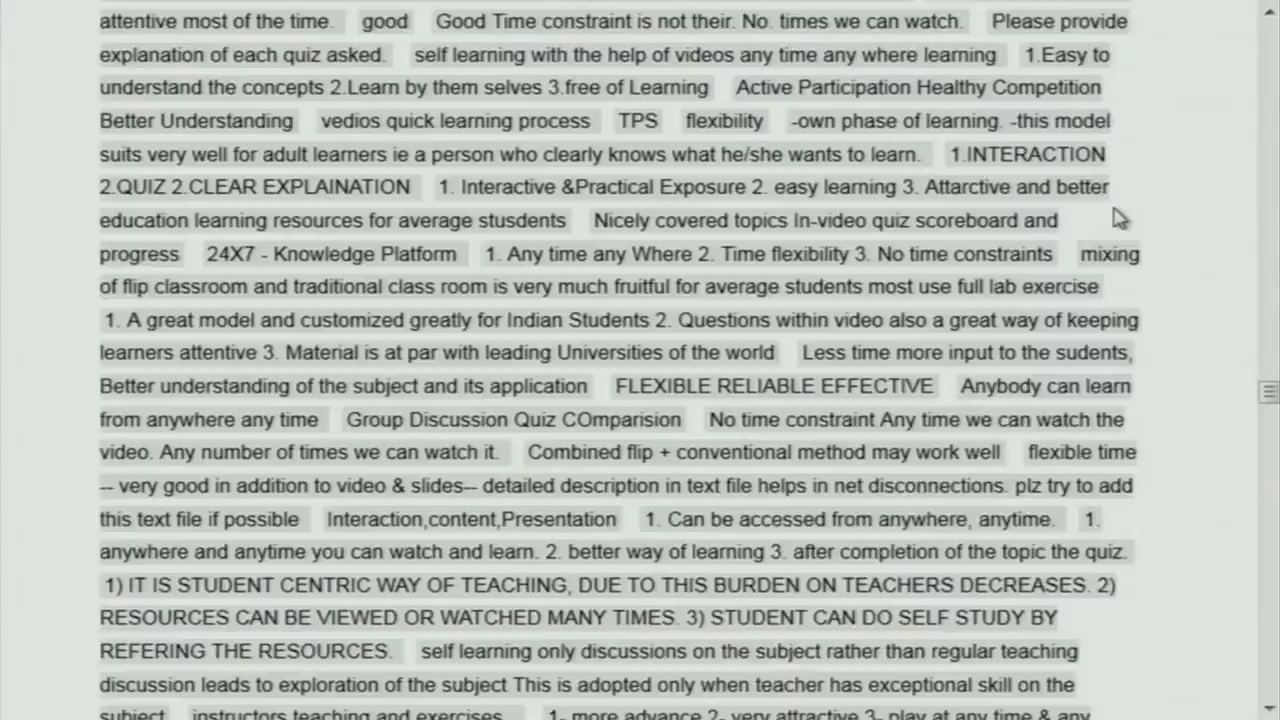 attentive most of the time. good Good Time constraint is not their. No. times we can watch. Please provide
explanation of each quiz asked. self learning with the help of videos any time any where learning 1.Easy to
understand the concepts 2.Learn by them selves 3.free of Learning Active Participation Healthy Competition
Better Understanding vedios quick learning process TPS flexibility -own phase of learning. -this model
suits very well for adult learners ie a person who clearly knows what he/she wants to learn. 1.INTERACTION
2.QUIZ 2.CLEAR EXPLAINATION 1. Interactive &Practical Exposure 2. easy learning 3. Attarctive and better
education learning resources for average stusdents Nicely covered topics In-video quiz scoreboard and
progress 24X7 - Knowledge Platform 1. Any time any Where 2. Time flexibility 3. No time constraints mixing
of flip classroom and traditional class room is very much fruitful for average students most use full lab exercise
1. A great model and customized greatly for Indian Students 2. Questions within video also a great way of keeping
learners attentive 3. Material is at par with leading Universities of the world Less time more input to the sudents,
Better understanding of the subject and its application FLEXIBLE RELIABLE EFFECTIVE Anybody can learn
from anywhere any time Group Discussion Quiz COmparision No time constraint Any time we can watch the
video. Any number of times we can watch it. Combined flip + conventional method may work well flexible time
-- very good in addition to video & slides-- detailed description in text file helps in net disconnections. plz try to add
this text file if possible Interaction,content,Presentation 1. Can be accessed from anywhere, anytime. 1.
anywhere and anytime you can watch and learn. 2. better way of learning 3. after completion of the topic the quiz.
1) IT IS STUDENT CENTRIC WAY OF TEACHING, DUE TO THIS BURDEN ON TEACHERS DECREASES. 2)
RESOURCES CAN BE VIEWED OR WATCHED MANY TIMES. 3) STUDENT CAN DO SELF STUDY BY
REFERING THE RESOURCES. self learning only discussions on the subject rather than regular teaching
discussion leads to exploration of the subject This is adopted only when teacher has exceptional skill on the
subject instructors teaching and exercises 1- more advance 2- very attractive 3- play at any time & any